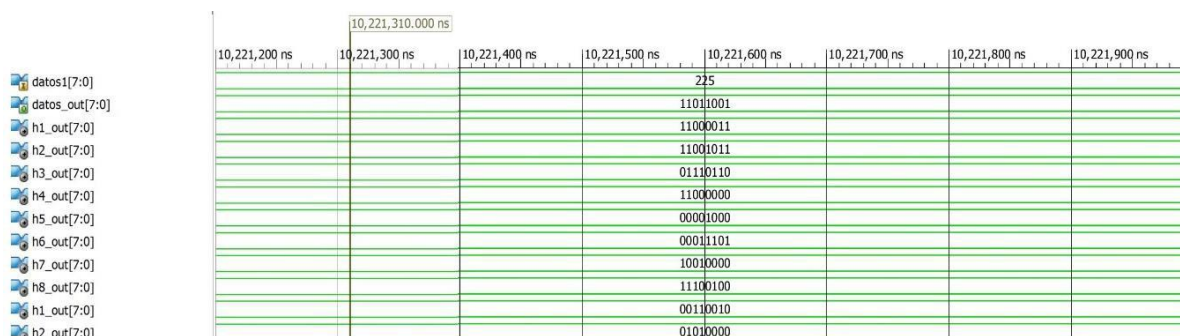 10,221,310.000 ns
10,221,200 ns 10,221,300 ns 10,221,400 ns 10,221,500 ns 10,221,600 ns 10,221,700 ns 10,221,800 ns 10,221,900 ns
datos1[7:0] 225
datos_out[7:0] 11011001
h1_out[7:0] 11000011
h2_out[7:0] 11001011
h3_out[7:0] 01110110
h4_out[7:0] 11000000
h5_out[7:0] 00001000
h6_out[7:0] 00011101
h7_out[7:0] 10010000
h8_out[7:0] 11100100
h1_out[7:0] 00110010
h2_out[7:0] 01010000